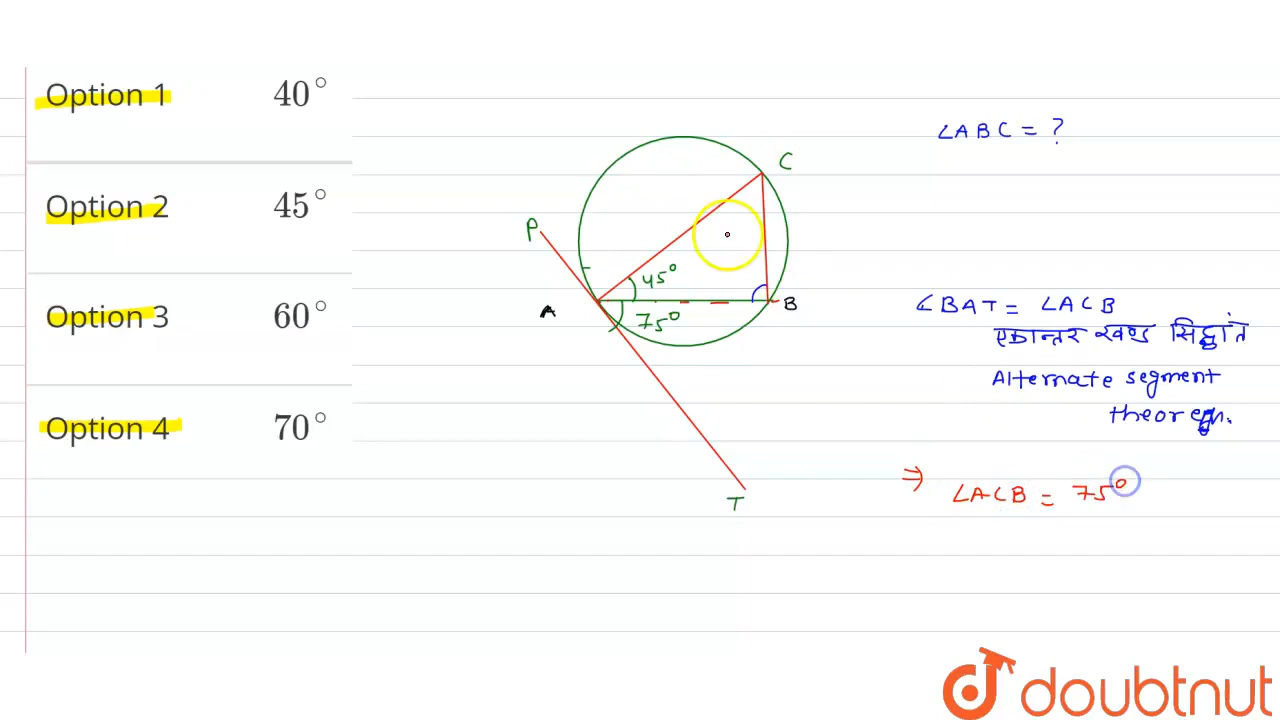 Option 1 40°
Option 2 45°
Option 3 60°
Option 4 70°
∠ABC = ?
C
P
45°
A
B
75°
T
∠BAT = ∠ACB
एकान्तर खण्ड सिद्धांत
Alternate segment
⇒ ∠ACB = 75°
doubtnut